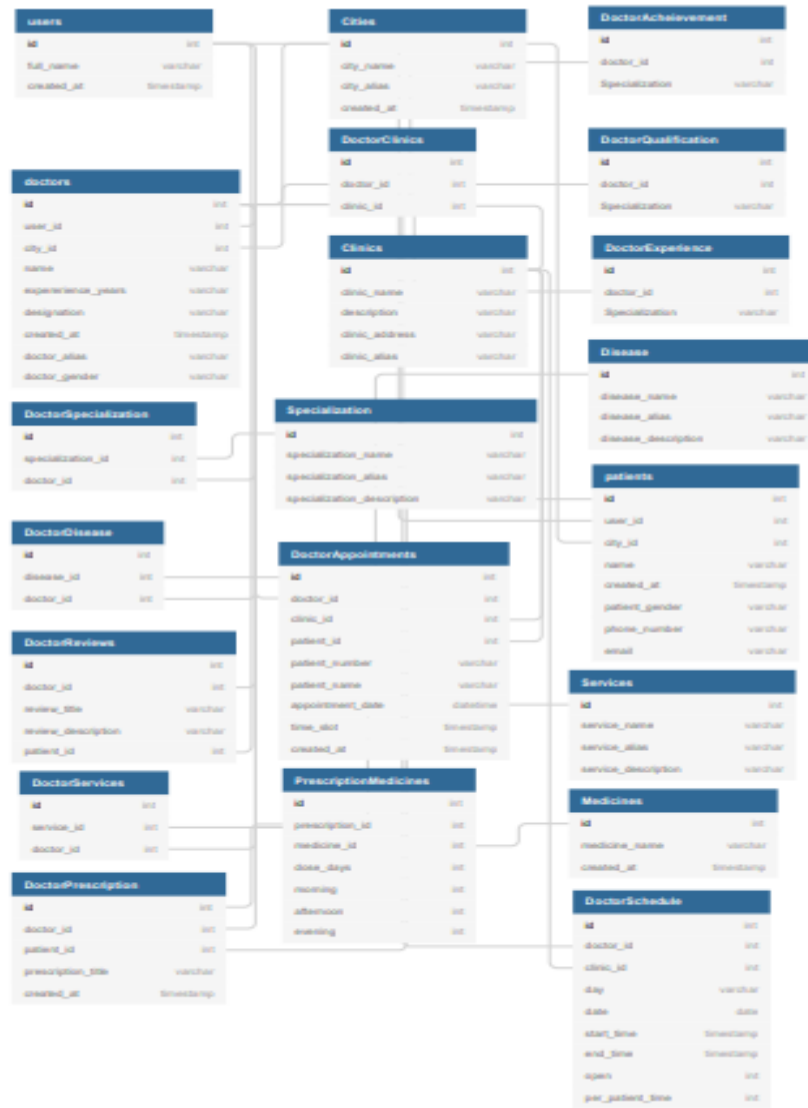 users
id int
full_name varchar
created_at timestamp
Cities
id int
city_name varchar
city_alias varchar
created_at timestamp
DoctorAcheievement
id int
doctor_id int
Specialization varchar
DoctorClinics
id int
doctor_id int
clinic_id int
DoctorQualification
id int
doctor_id int
Specialization varchar
doctors
id int
user_id int
city_id int
name varchar
expererience_years varchar
designation varchar
created_at timestamp
doctor_alias varchar
doctor_gender varchar
Clinics
id int
clinic_name varchar
description varchar
clinic_address varchar
clinic_alias varchar
DoctorExperience
id int
doctor_id int
Specialization varchar
Disease
id int
disease_name varchar
disease_alias varchar
disease_description varchar
DoctorSpecialization
id int
specialization_id int
doctor_id int
Specialization
id int
specialization_name varchar
specialization_alias varchar
specialization_description varchar
patients
id int
user_id int
city_id int
name varchar
created_at timestamp
patient_gender varchar
phone_number varchar
email varchar
DoctorDisease
id int
disease_id int
doctor_id int
DoctorAppointments
id int
doctor_id int
clinic_id int
patient_id int
patient_number varchar
patient_name varchar
appointment_date datetime
time_slot timestamp
created_at timestamp
DoctorReviews
id int
doctor_id int
review_title varchar
review_description varchar
patient_id int
Services
id int
service_name varchar
service_alias varchar
service_description varchar
DoctorServices
id int
service_id int
doctor_id int
PrescriptionMedicines
id int
prescription_id int
medicine_id int
dose_days int
morning int
afternoon int
evening int
Medicines
id int
medicine_name varchar
created_at timestamp
DoctorPrescription
id int
doctor_id int
patient_id int
prescription_title varchar
created_at timestamp
DoctorSchedule
id int
doctor_id int
clinic_id int
day varchar
date date
start_time timestamp
end_time timestamp
open int
per_patient_time int